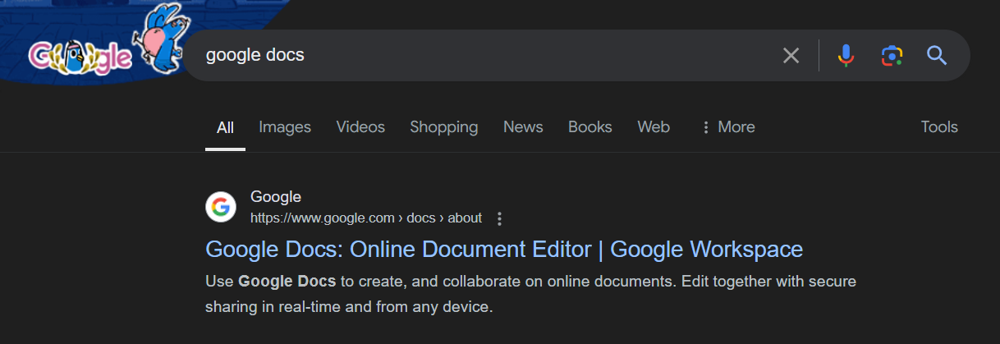 Google
google docs
All Images Videos Shopping News Books Web More Tools
Google
https://www.google.com › docs › about
Google Docs: Online Document Editor | Google Workspace
Use Google Docs to create, and collaborate on online documents. Edit together with secure
sharing in real-time and from any device.